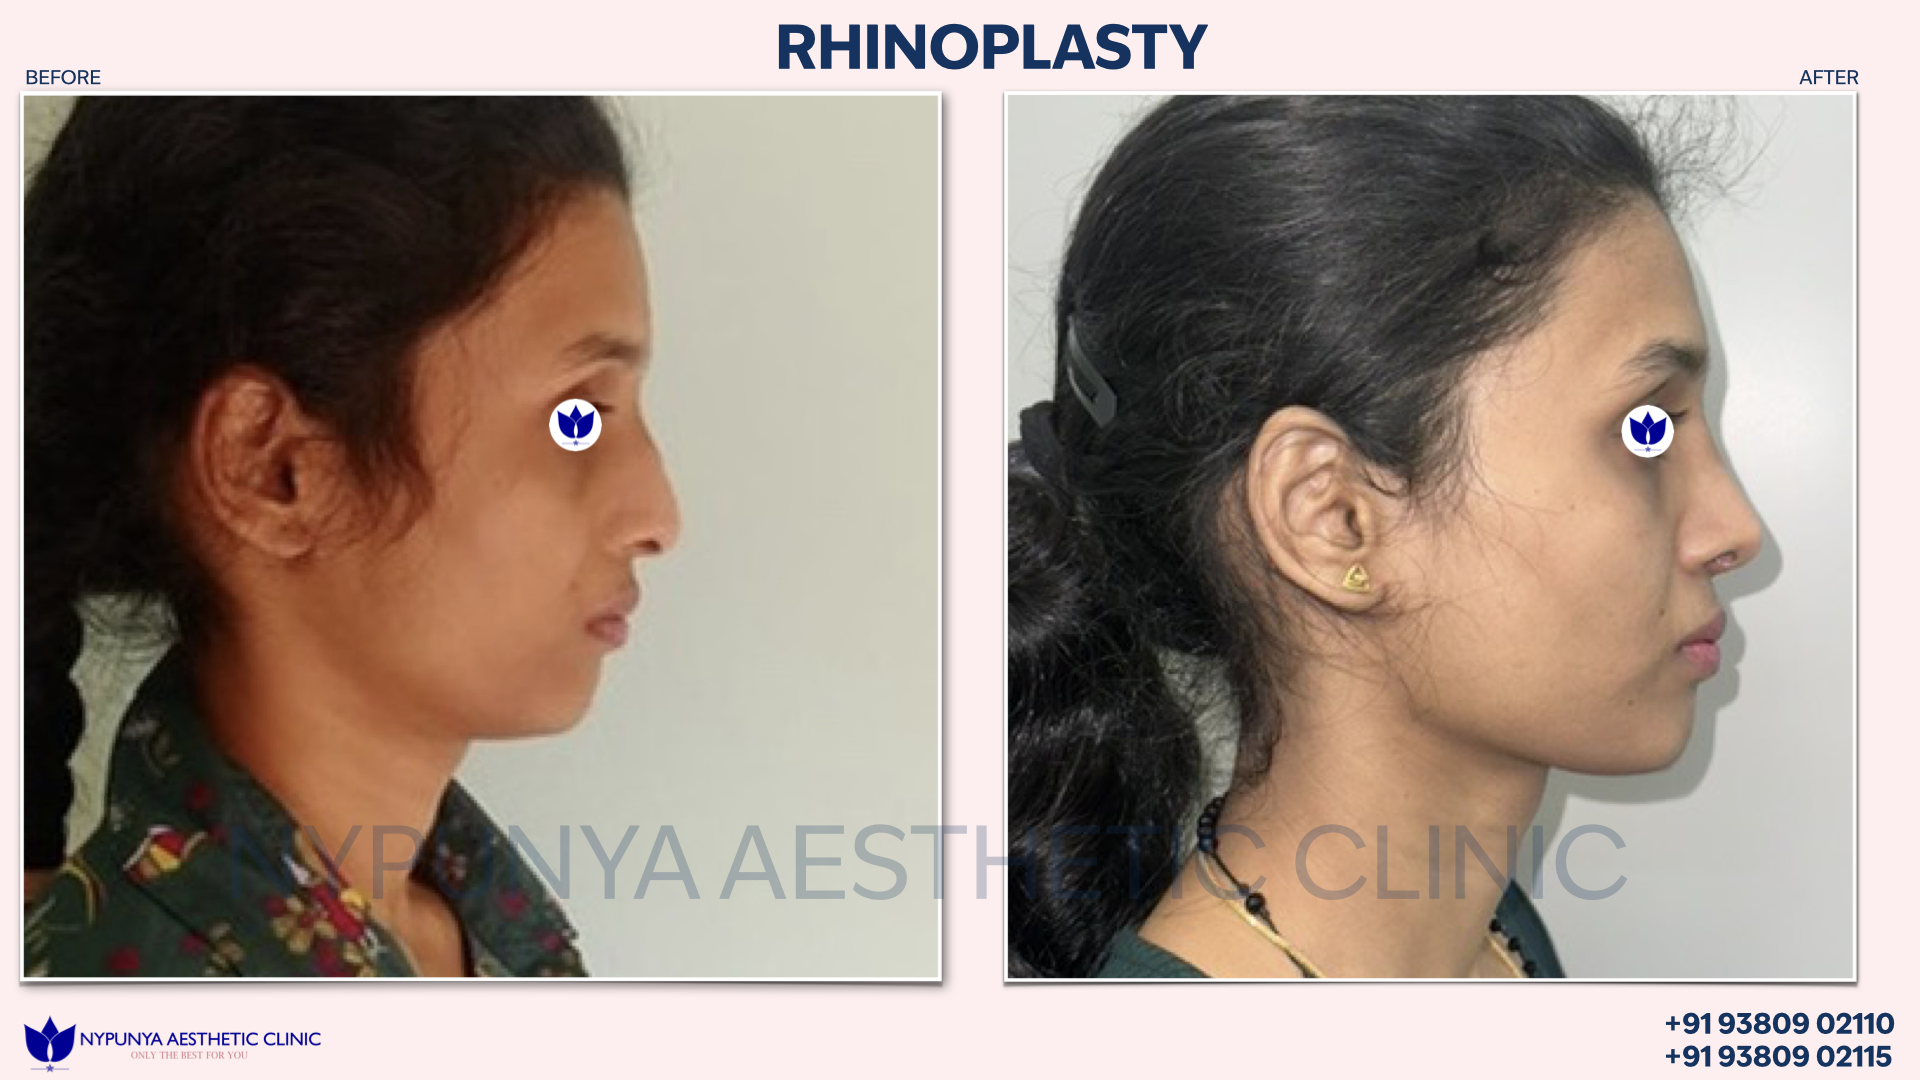 RHINOPLASTY
BEFORE
AFTER
NYPUNYA AESTHETIC CLINIC
NYPUNYA AESTHETIC CLINIC
ONLY THE BEST FOR YOU
+91 93809 02110
+91 93809 02115